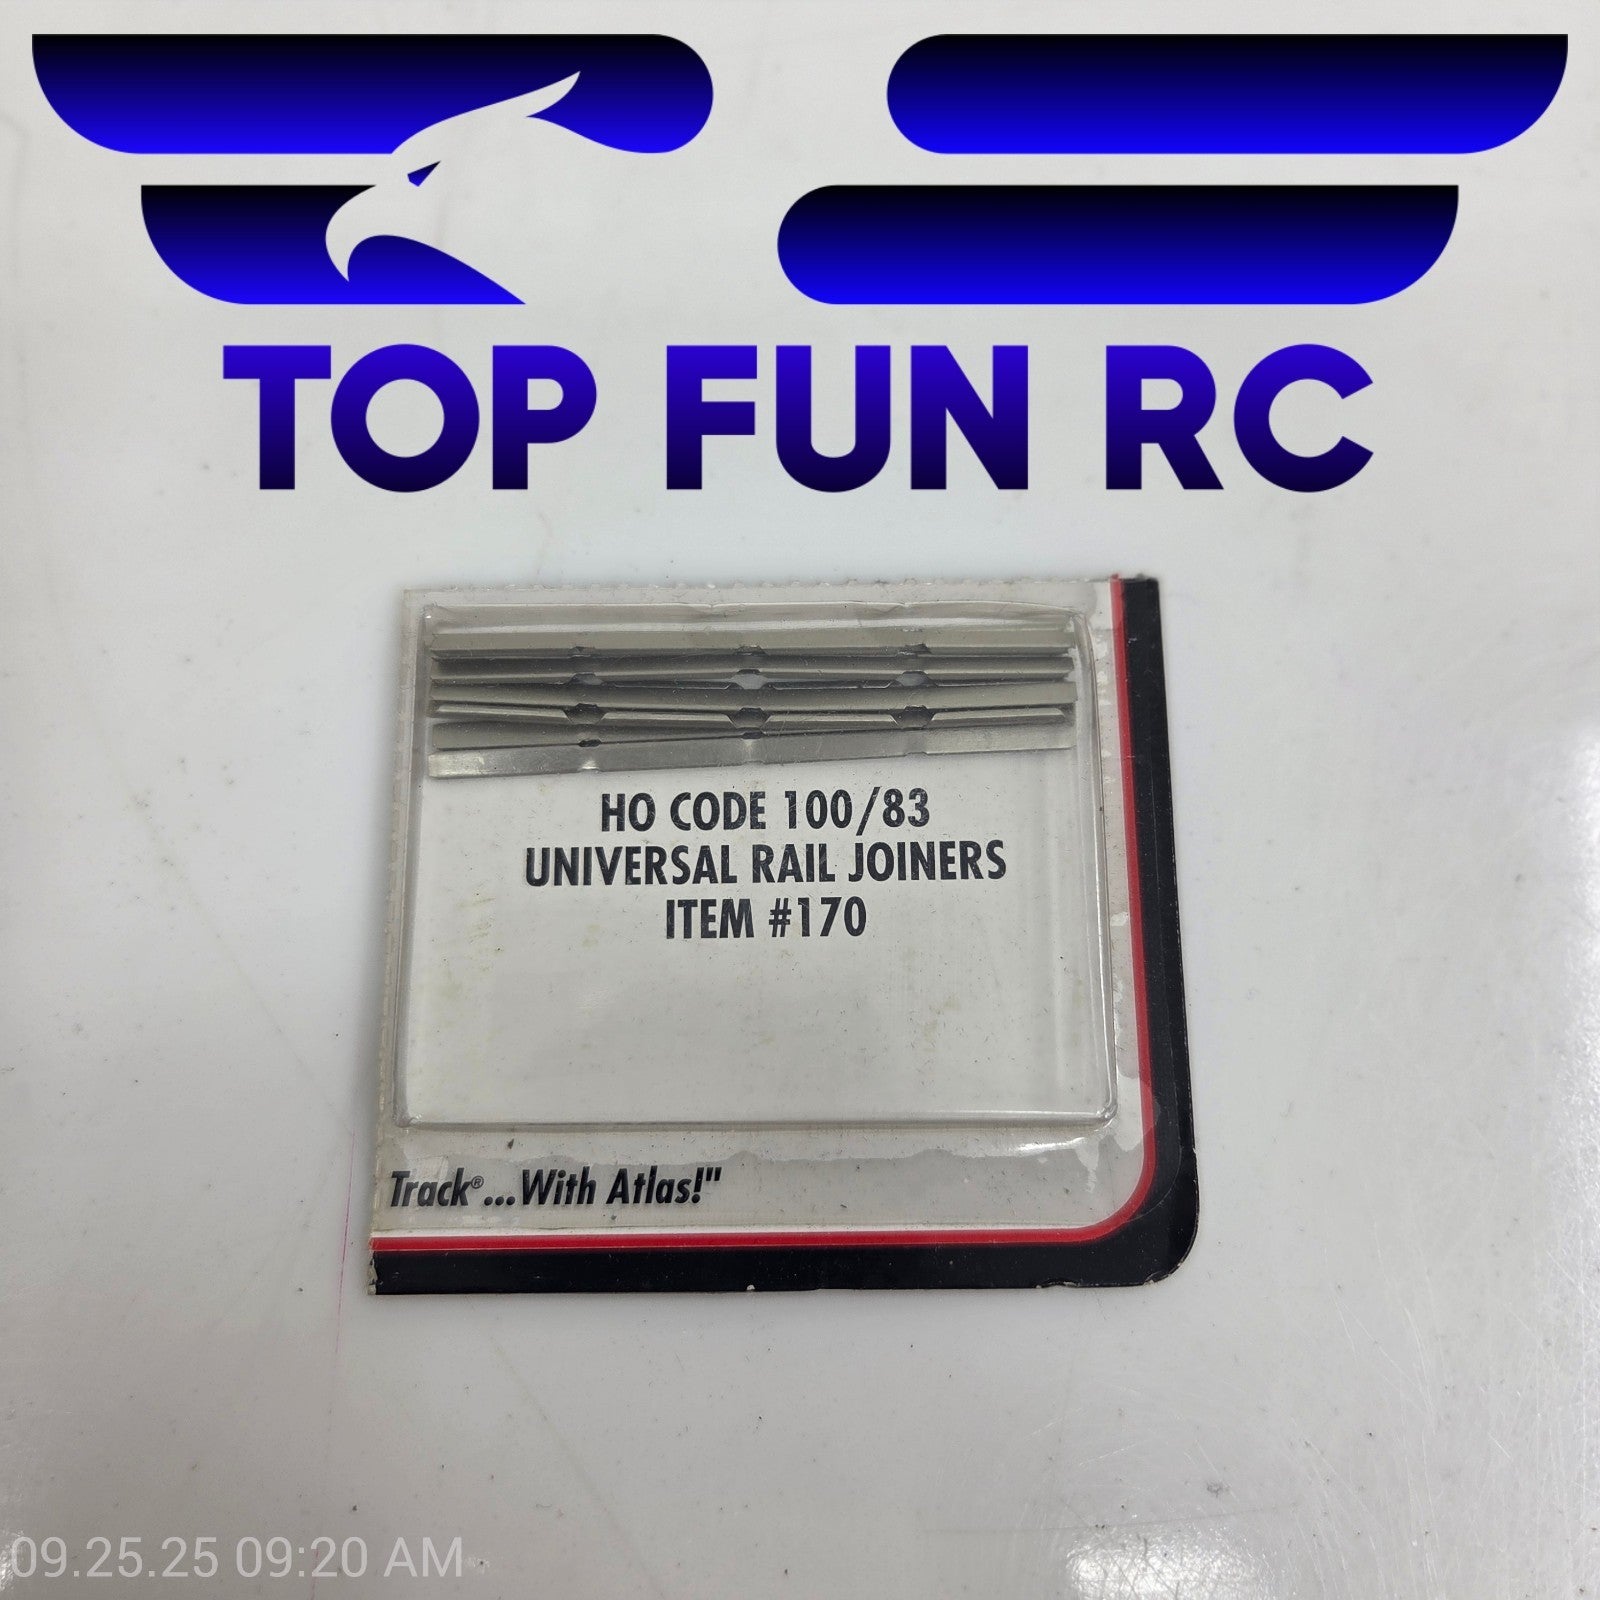 TOP FUN RC
HO CODE 100/83
UNIVERSAL RAIL JOINERS
ITEM #170
Track®...With Atlas!"
09.25.25 09:20 AM